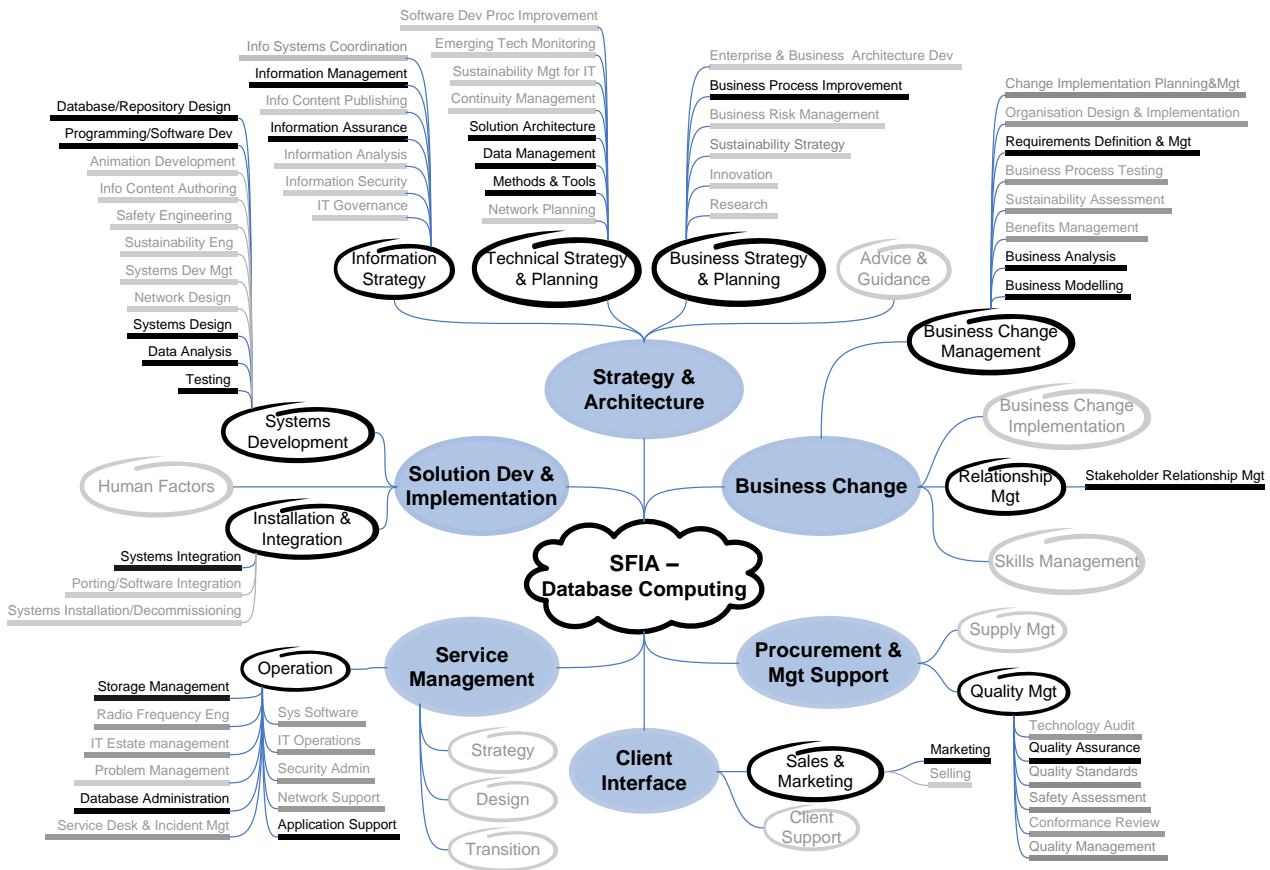 Software Dev Proc Improvement
Info Systems Coordination
Emerging Tech Monitoring
Enterprise & Business Architecture Dev
Information Management
Sustainability Mgt for IT
Business Process Improvement
Change Implementation Planning&Mgt
Database/Repository Design
Info Content Publishing
Continuity Management
Business Risk Management
Organisation Design & Implementation
Programming/Software Dev
Information Assurance
Solution Architecture
Sustainability Strategy
Requirements Definition & Mgt
Animation Development
Information Analysis
Data Management
Innovation
Business Process Testing
Info Content Authoring
Information Security
Methods & Tools
Research
Sustainability Assessment
Safety Engineering
IT Governance
Network Planning
Benefits Management
Sustainability Eng
Business Analysis
Systems Dev Mgt
Business Modelling
Network Design
Systems Design
Data Analysis
Testing
Information
Strategy
Technical Strategy
& Planning
Business Strategy
& Planning
Advice &
Guidance
Business Change
Management
Strategy &
Architecture
Systems
Development
Business Change
Implementation
Human Factors
Solution Dev &
Implementation
Business Change
Relationship
Mgt
Stakeholder Relationship Mgt
Installation &
Integration
Skills Management
Systems Integration
Porting/Software Integration
Systems Installation/Decommissioning
SFIA –
Database Computing
Supply Mgt
Operation
Service
Management
Procurement &
Mgt Support
Quality Mgt
Storage Management
Radio Frequency Eng
IT Estate management
Problem Management
Database Administration
Service Desk & Incident Mgt
Sys Software
IT Operations
Security Admin
Network Support
Application Support
Strategy
Design
Transition
Client
Interface
Sales &
Marketing
Marketing
Selling
Client
Support
Technology Audit
Quality Assurance
Quality Standards
Safety Assessment
Conformance Review
Quality Management